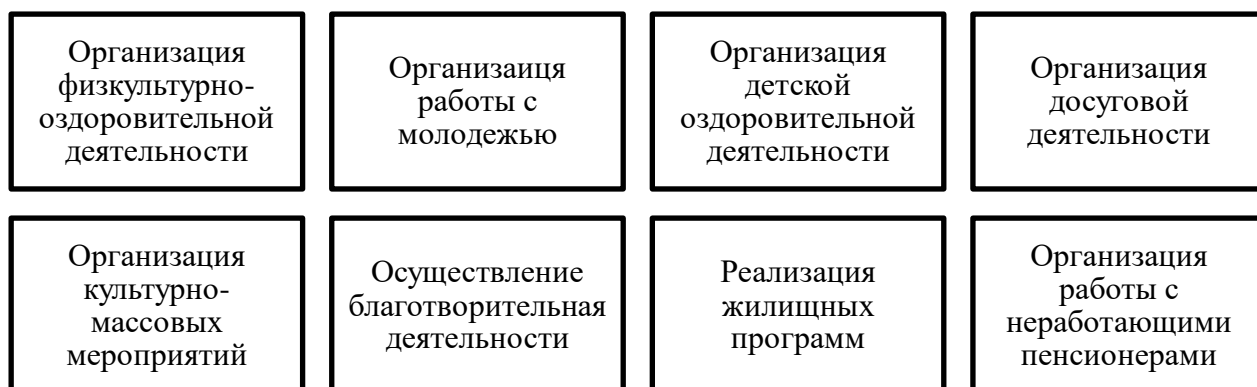 Организация
физкультурно-
оздоровительной
деятельности
Организаиця
работы с
молодежью
Организация
детской
оздоровительной
деятельности
Организация
досуговой
деятельности
Организация
культурно-
массовых
мероприятий
Осуществление
благотворительная
деятельности
Реализация
жилищных
программ
Организация
работы с
неработающими
пенсионерами